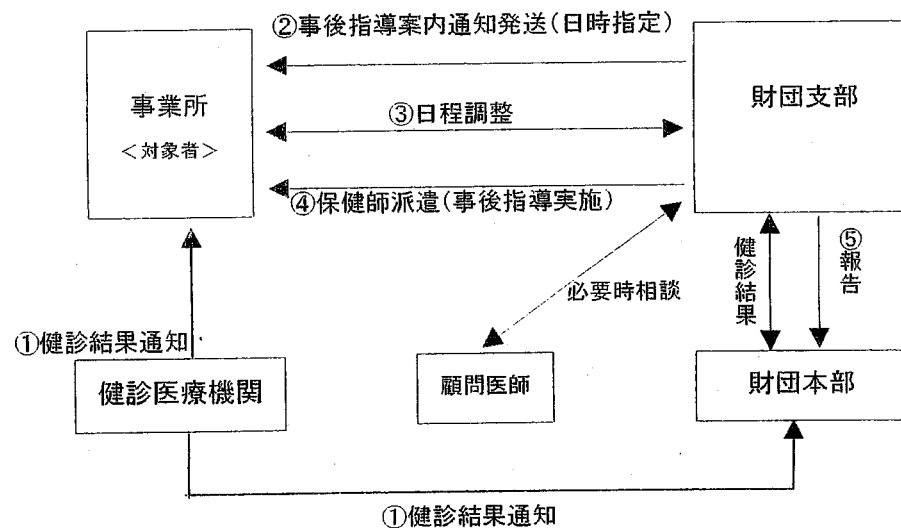 ②事後指導案内通知発送(日時指定)
事業所
<対象者>
財団支部
③日程調整
④保健師派遣(事後指導実施)
必要時相談
健診結果
⑤報告
①健診結果通知
健診医療機関
顧問医師
財団本部
①健診結果通知